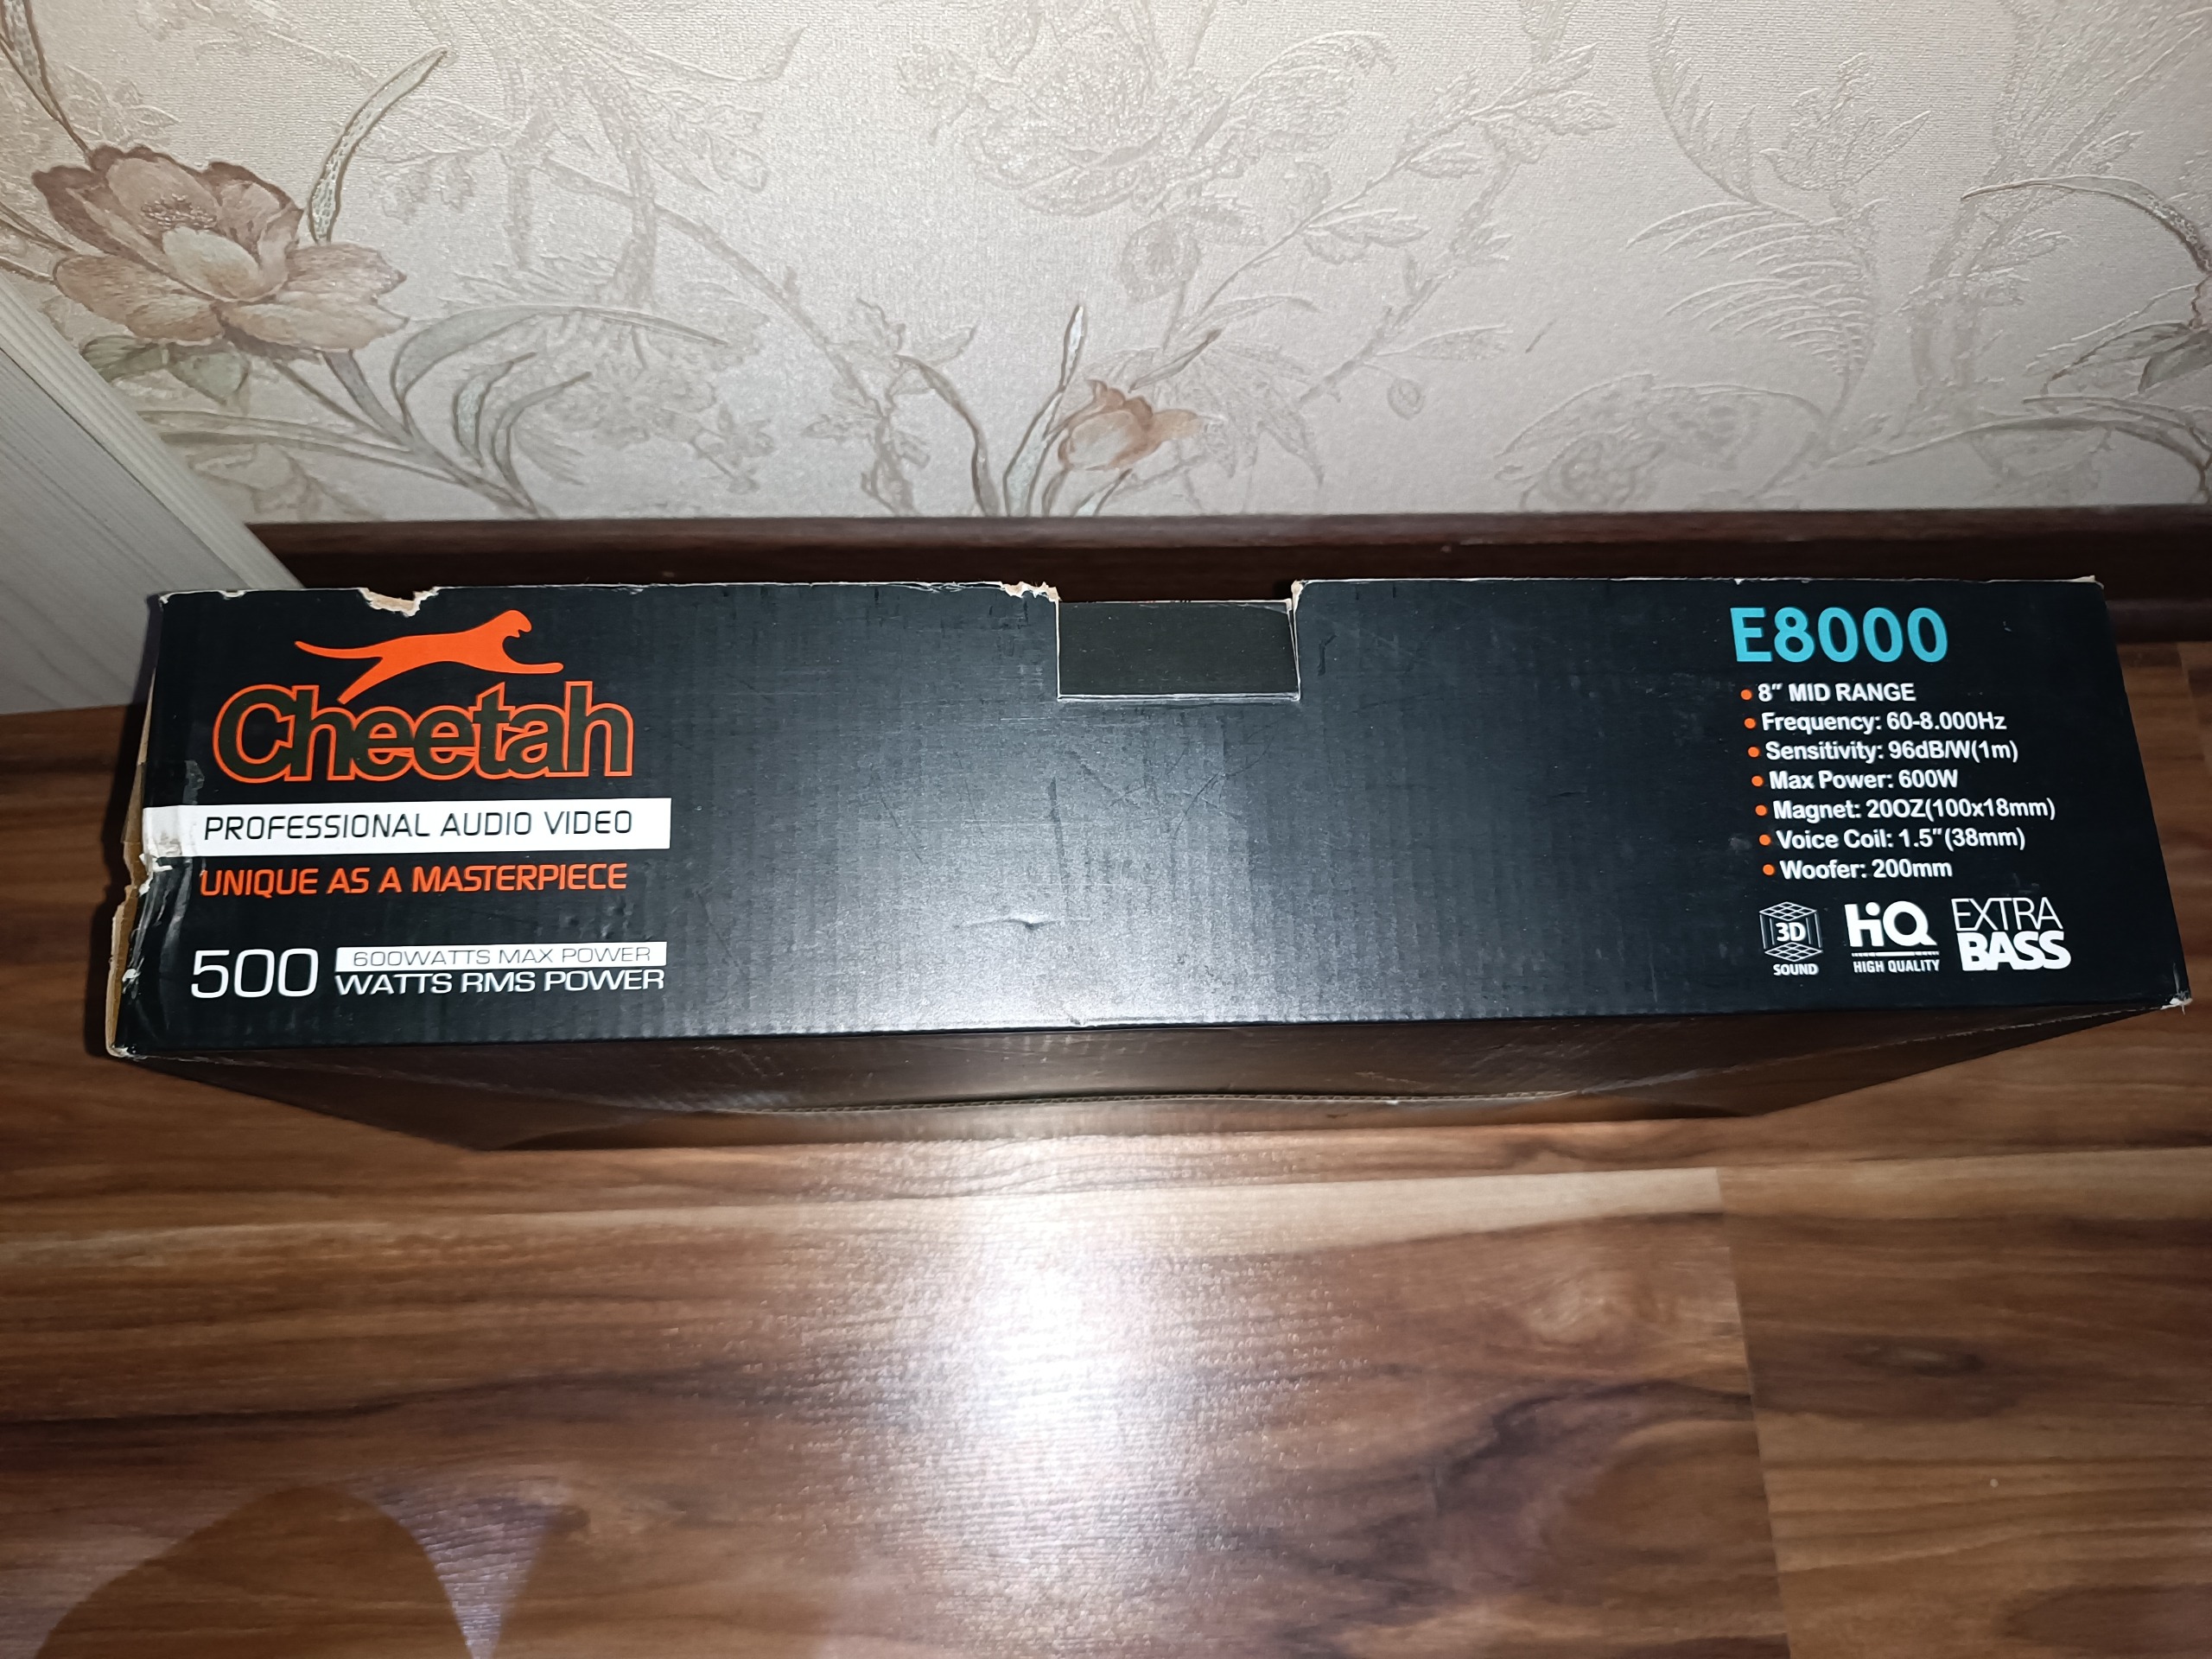 Cheetah
PROFESSIONAL AUDIO VIDEO
UNIQUE AS A MASTERPIECE
500
600WATTS MAX POWER
WATTS RMS POWER
E8000
• 8" MID RANGE
• Frequency: 60-8.000Hz
• Sensitivity: 96dB/W(1m)
• Max Power: 600W
• Magnet: 20OZ(100x18mm)
• Voice Coil: 1.5"(38mm)
• Woofer: 200mm
3D
SOUND
HiQ
HIGH QUALITY
EXTRA
BASS